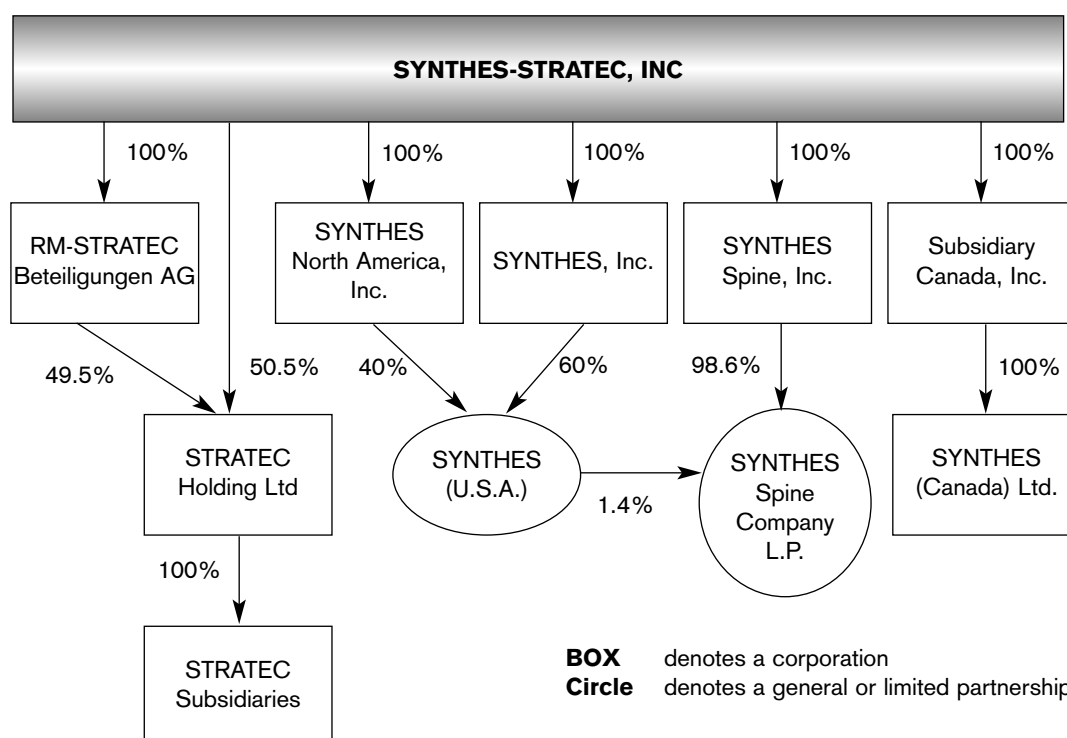 SYNTHES-STRATEC, INC
100%
100%
100%
100%
100%
RM-STRATEC
Beteiligungen AG
SYNTHES
North America,
Inc.
SYNTHES, Inc.
SYNTHES
Spine, Inc.
Subsidiary
Canada, Inc.
49.5%
50.5%
40%
60%
98.6%
100%
STRATEC
Holding Ltd
SYNTHES
(U.S.A.)
1.4%
SYNTHES
Spine
Company
L.P.
SYNTHES
(Canada) Ltd.
100%
STRATEC
Subsidiaries
BOX denotes a corporation
Circle denotes a general or limited partnership